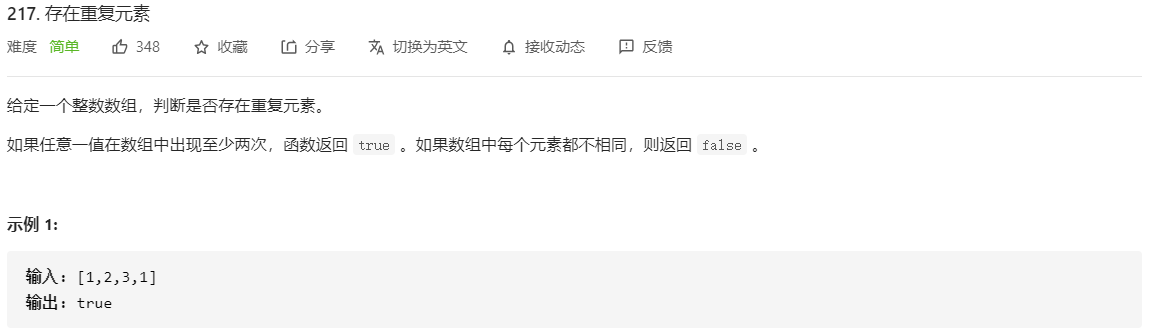 217. 存在重复元素
难度 简单 348 收藏 分享 切换为英文 接收动态 反馈
给定一个整数数组，判断是否存在重复元素。
如果任意一值在数组中出现至少两次，函数返回 true 。如果数组中每个元素都不相同，则返回 false 。
示例 1:
输入: [1,2,3,1]
输出: true